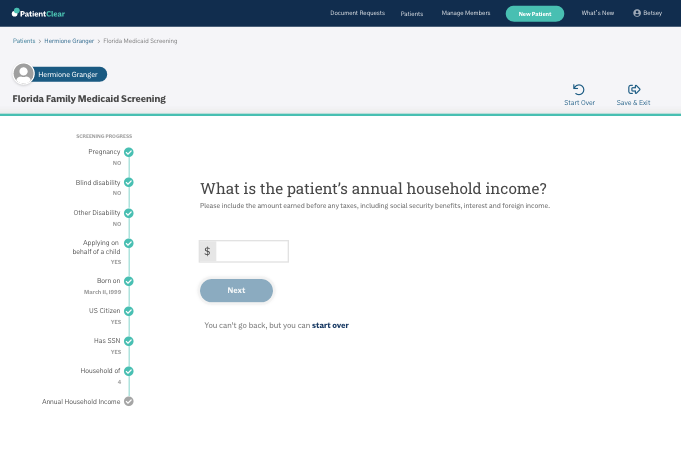 PatientClear
Document Requests Patients Manage Members New Patient What's New Betsey
Patients > Hermione Granger > Florida Medicaid Screening
Hermione Granger
Florida Family Medicaid Screening
Start Over Save & Exit
SCREENING PROGRESS
Pregnancy
NO
Blind disability
NO
Other Disability
NO
Applying on
behalf of a child
YES
Born on
March 11, 1999
US Citizen
YES
Has SSN
YES
Household of
4
Annual Household Income
What is the patient's annual household income?
Please include the amount earned before any taxes, including social security benefits, interest and foreign income.
$
Next
You can't go back, but you can start over